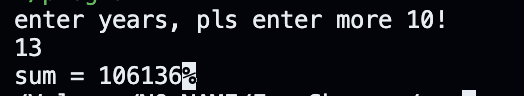 enter years, pls enter more 10!
13
sum = 106136%